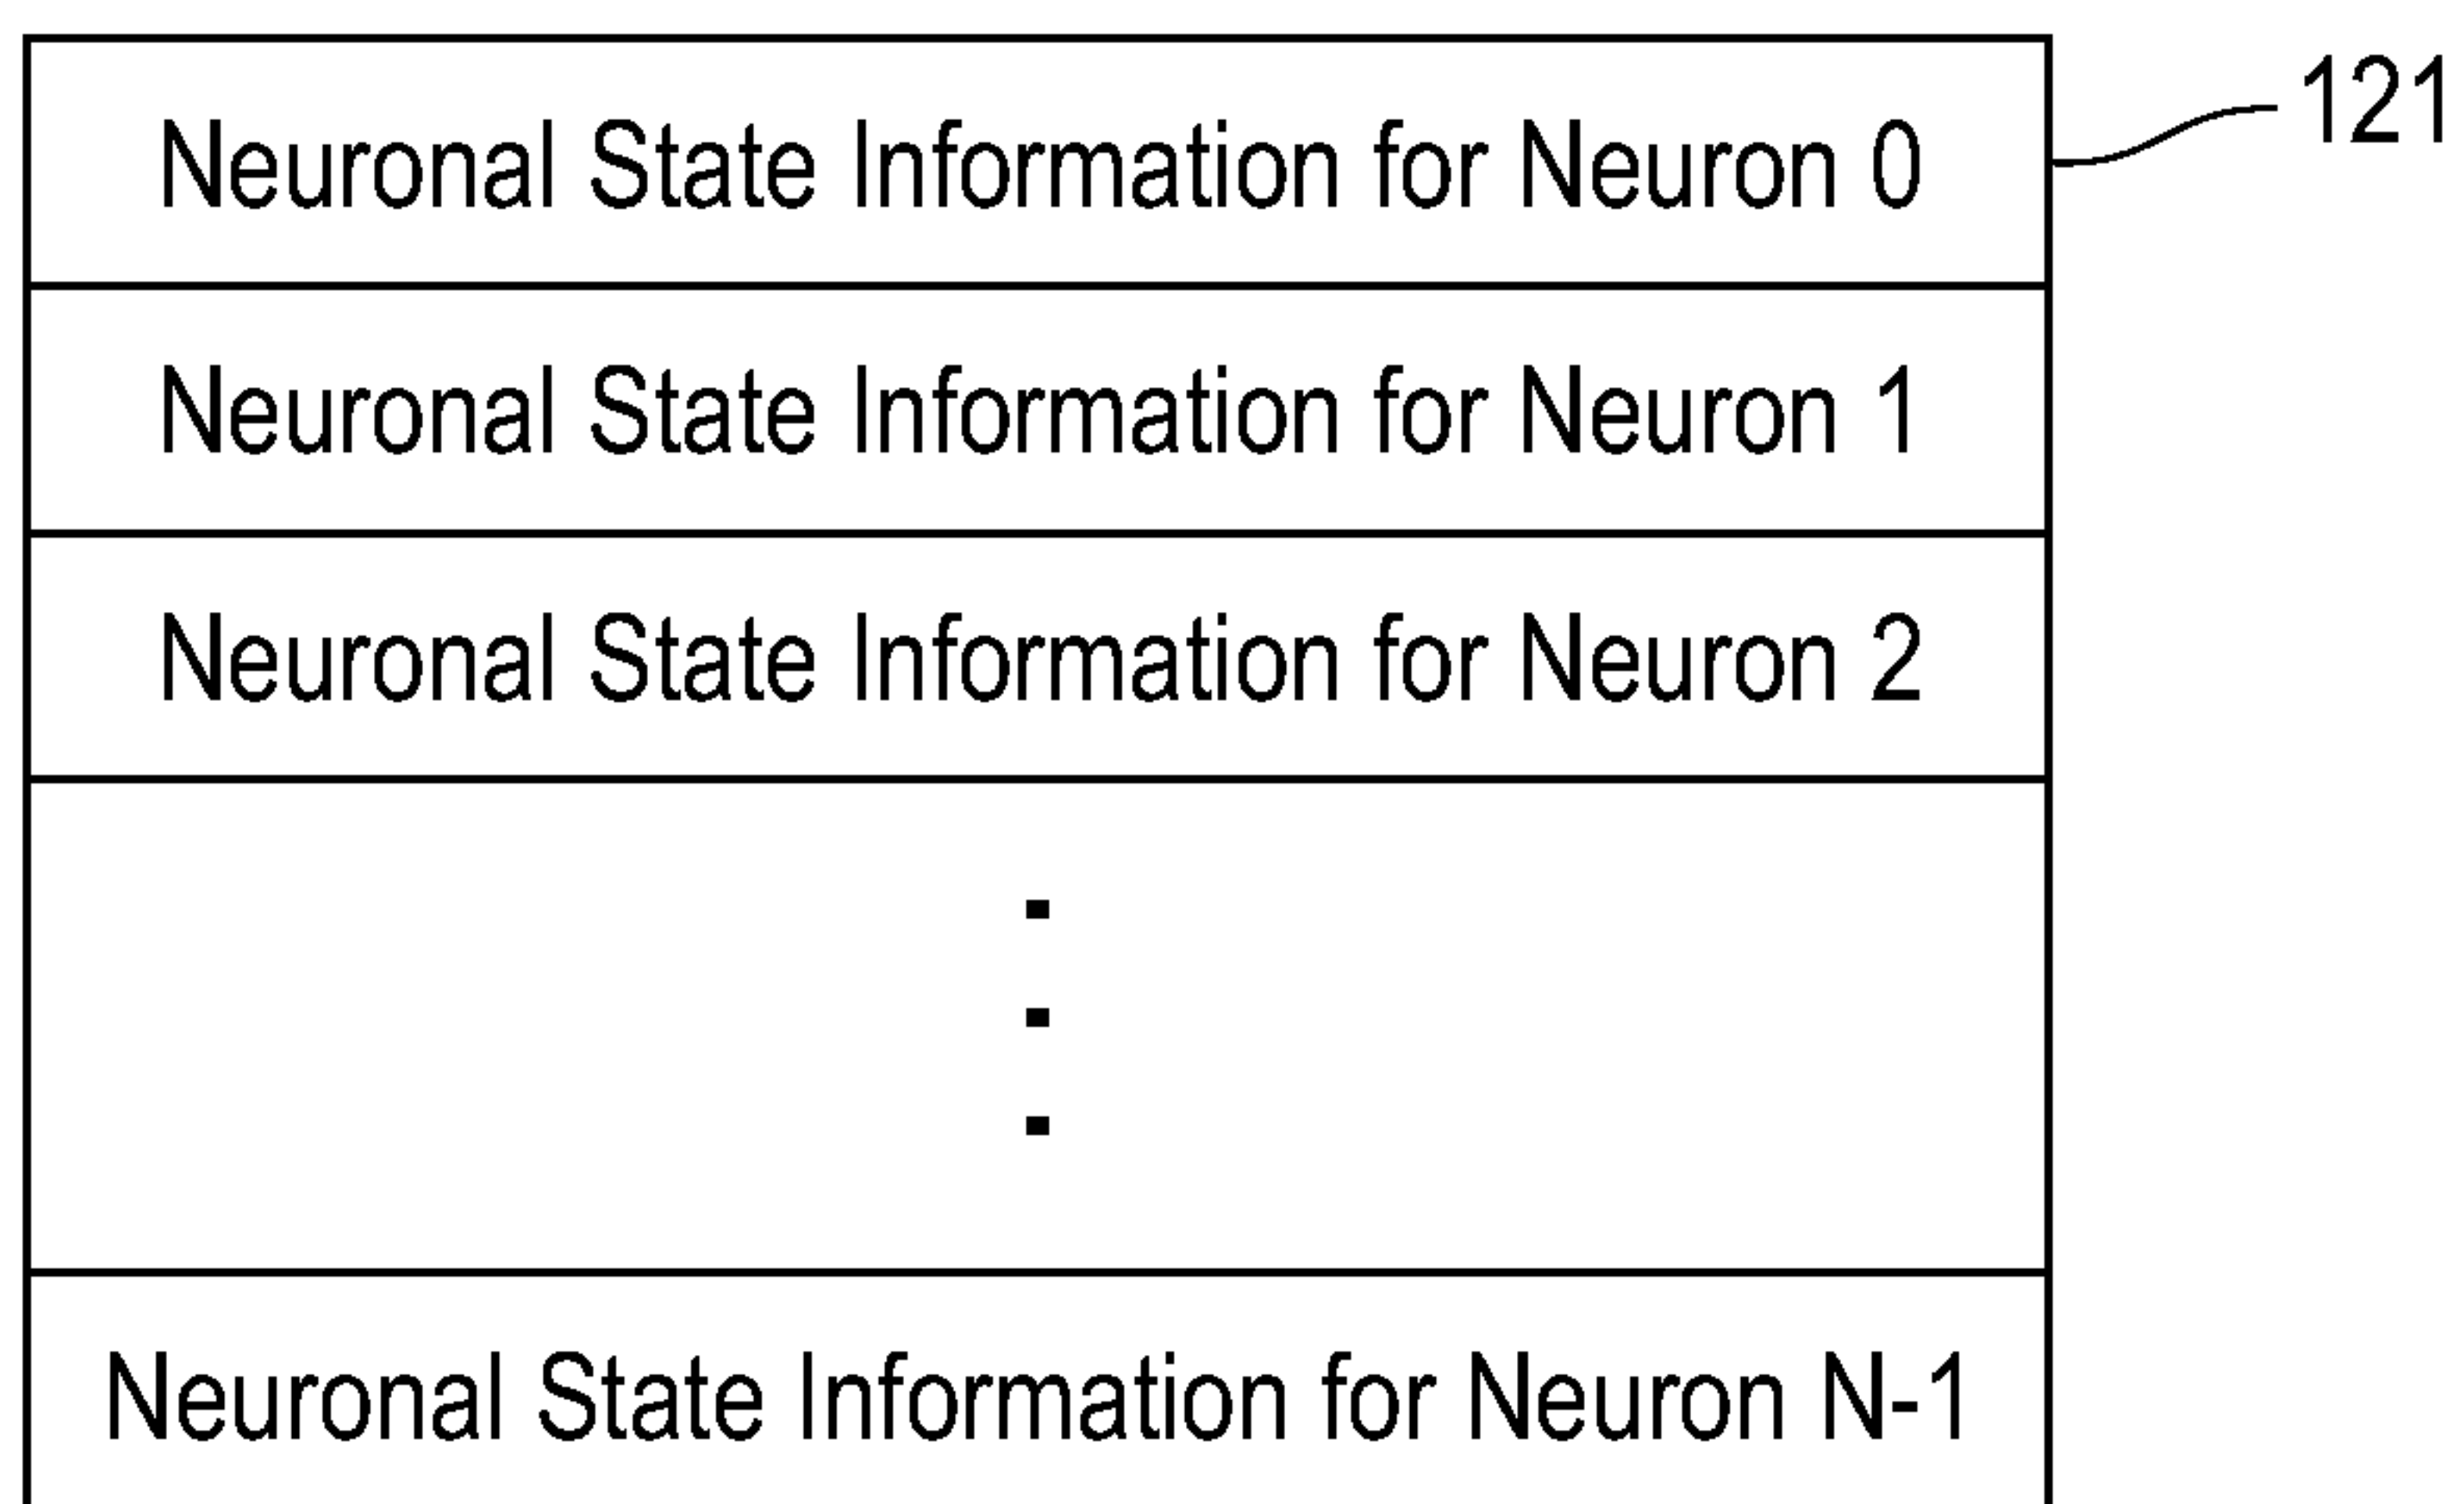 Neuronal State Information for Neuron 0
121
Neuronal State Information for Neuron 1
Neuronal State Information for Neuron 2
Neuronal State Information for Neuron N-1